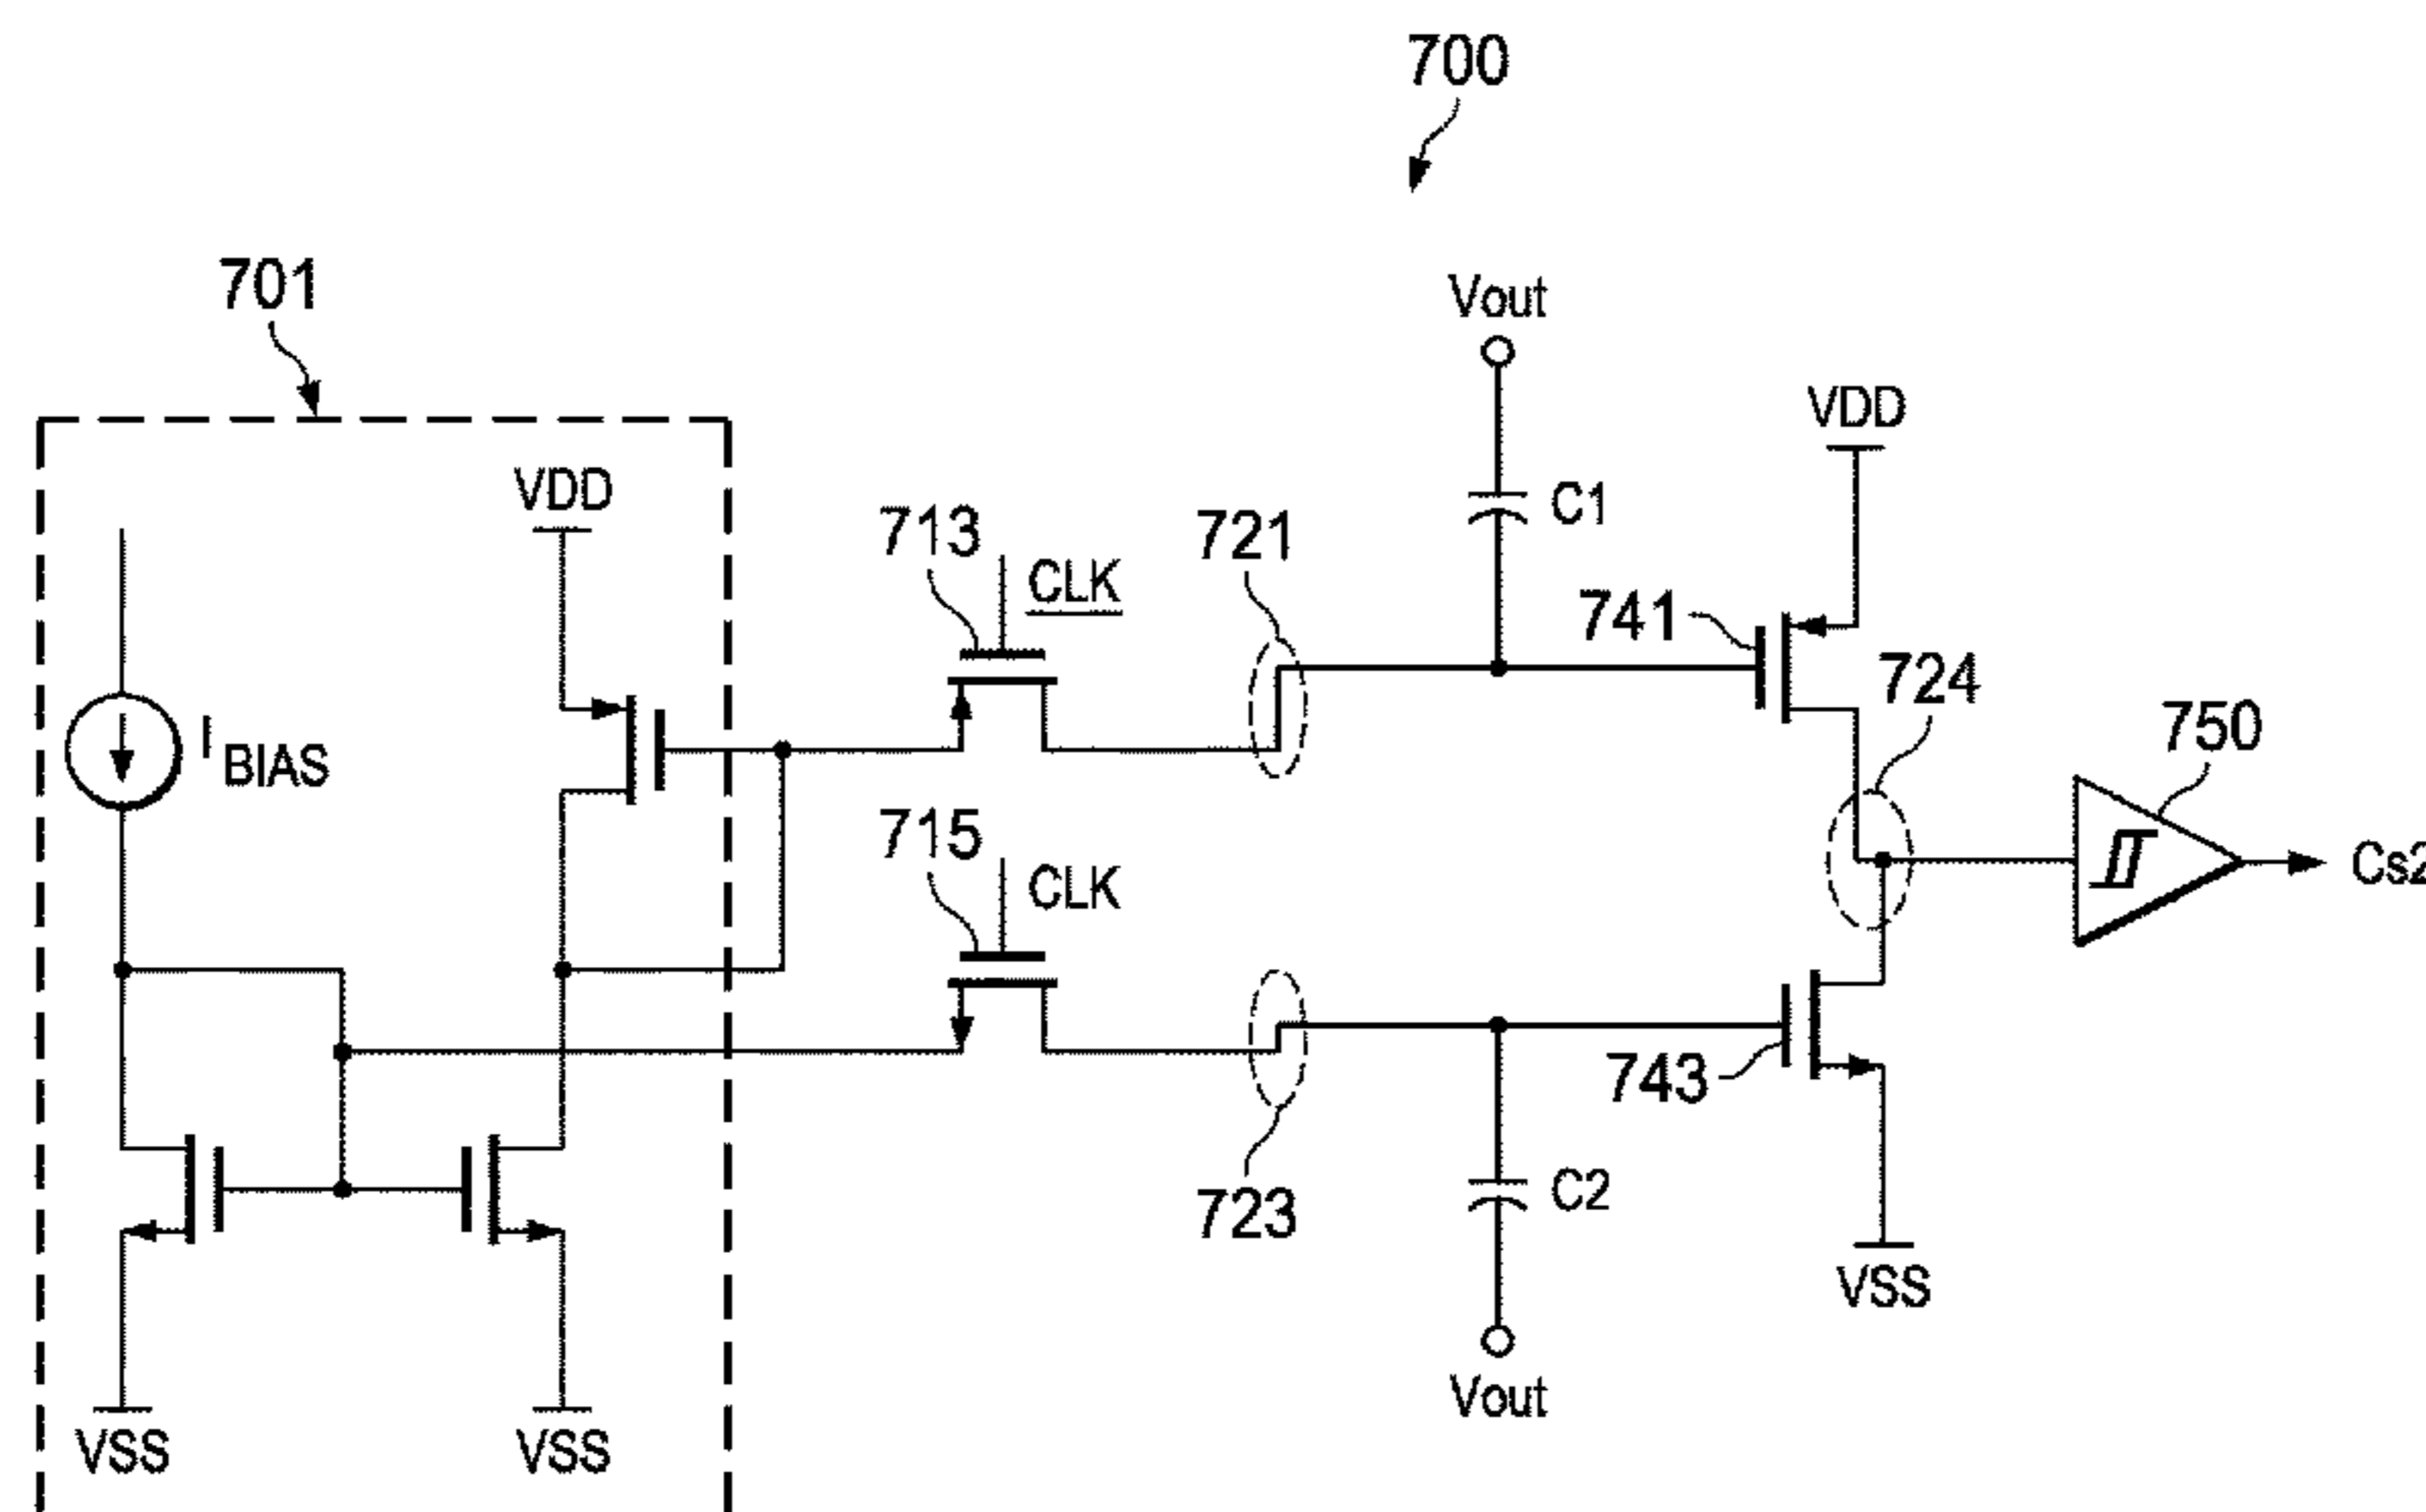 700
701
Vout
VDD
VDD
C1
713
CLK
721
741
724
750
I BIAS
715
CLK
Cs2
743
723
C2
VSS
Vout
VSS
VSS